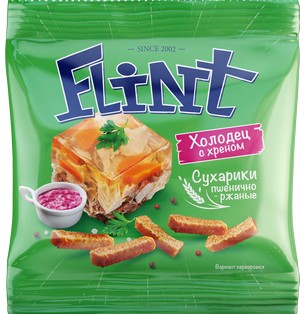 SINCE 2002
FLiNt
Холодец
с хреном
Сухарики
пшенично
-ржаные
Вариант сервировки